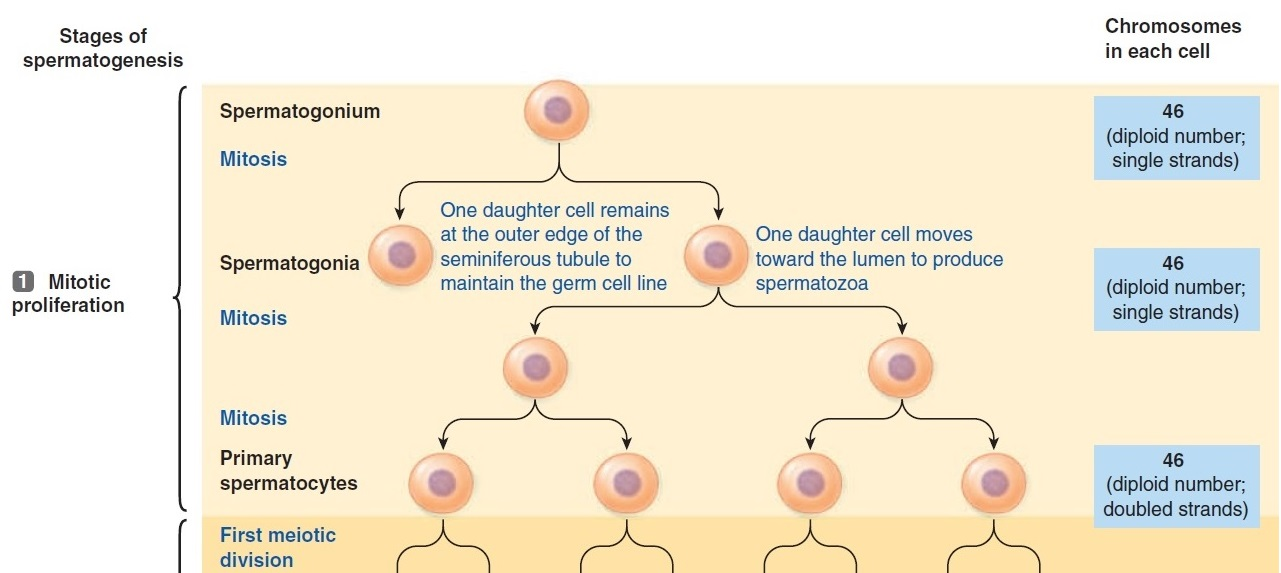 Stages of
spermatogenesis
Chromosomes
in each cell
Spermatogonium
46
(diploid number;
single strands)
Mitosis
One daughter cell remains
at the outer edge of the
seminiferous tubule to
maintain the germ cell line
One daughter cell moves
toward the lumen to produce
spermatozoa
Spermatogonia
46
(diploid number;
single strands)
1 Mitotic
proliferation
Mitosis
Mitosis
Primary
spermatocytes
46
(diploid number;
doubled strands)
First meiotic
division